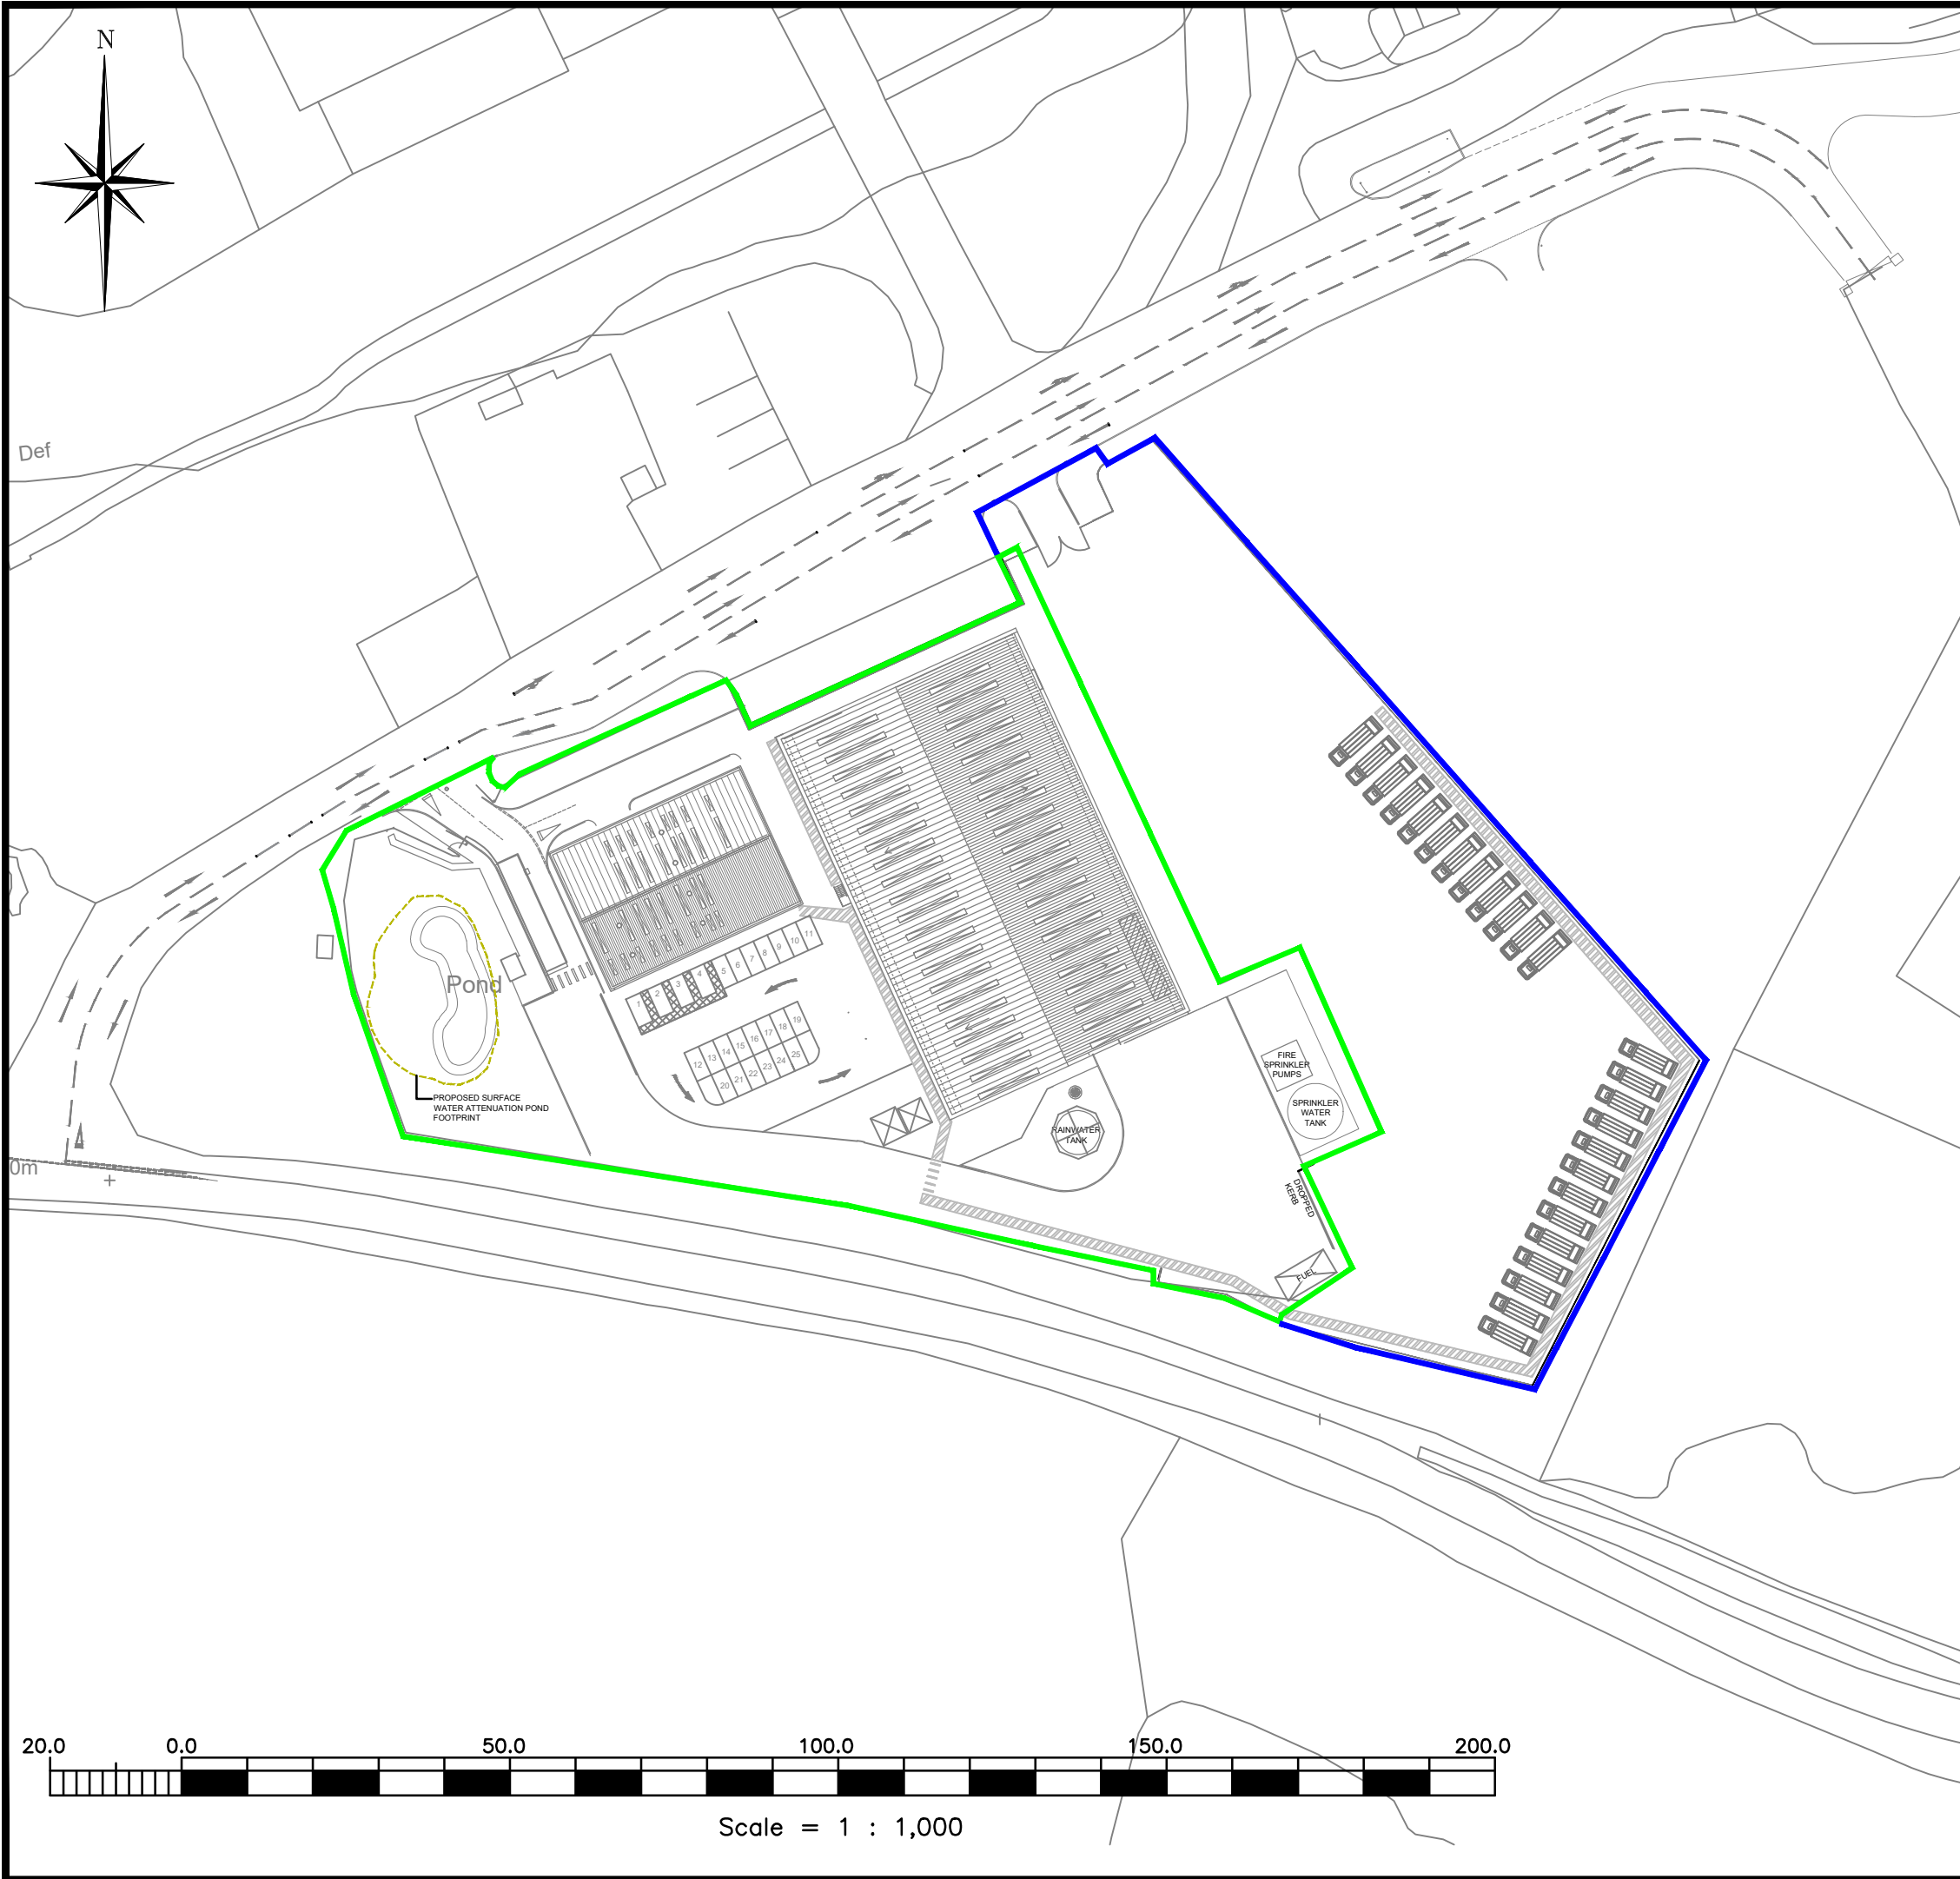 N
Def
Pond
1
2
3
4
5
6
7
8
9
10
11
12
13
14
15
16
17
18
19
20
21
22
23
24
25
PROPOSED SURFACE
WATER ATTENUATION POND
FOOTPRINT
FIRE
SPRINKLER
PUMPS
SPRINKLER
WATER
TANK
RAINWATER
TANK
DROPPED
KERB
FUEL
0m
20.0 0.0 50.0 100.0 150.0 200.0
Scale = 1 : 1,000